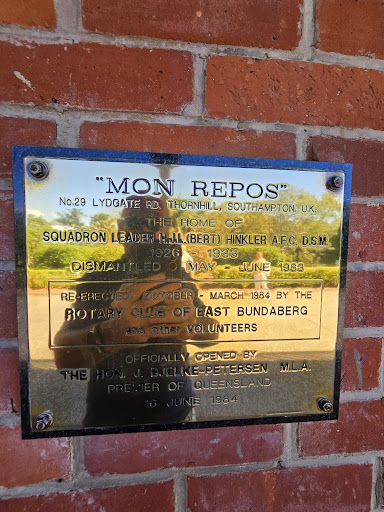 "MON REPOS"
No.29 LYDGATE RD. THORNHILL, SOUTHAMPTON, U.K.
THE HOME OF
SQUADRON LEADER H.J.L. (BERT) HINKLER A.F.C. D.S.M.
1926 - 1933
DISMANTLED MAY - JUNE 1983
RE-ERECTED OCTOBER - MARCH 1984 BY THE
ROTARY CLUB OF EAST BUNDABERG
AND OTHER VOLUNTEERS
OFFICIALLY OPENED BY
THE HON. J. BJELKE-PETERSEN M.L.A.
PREMIER OF QUEENSLAND
16 JUNE 1984